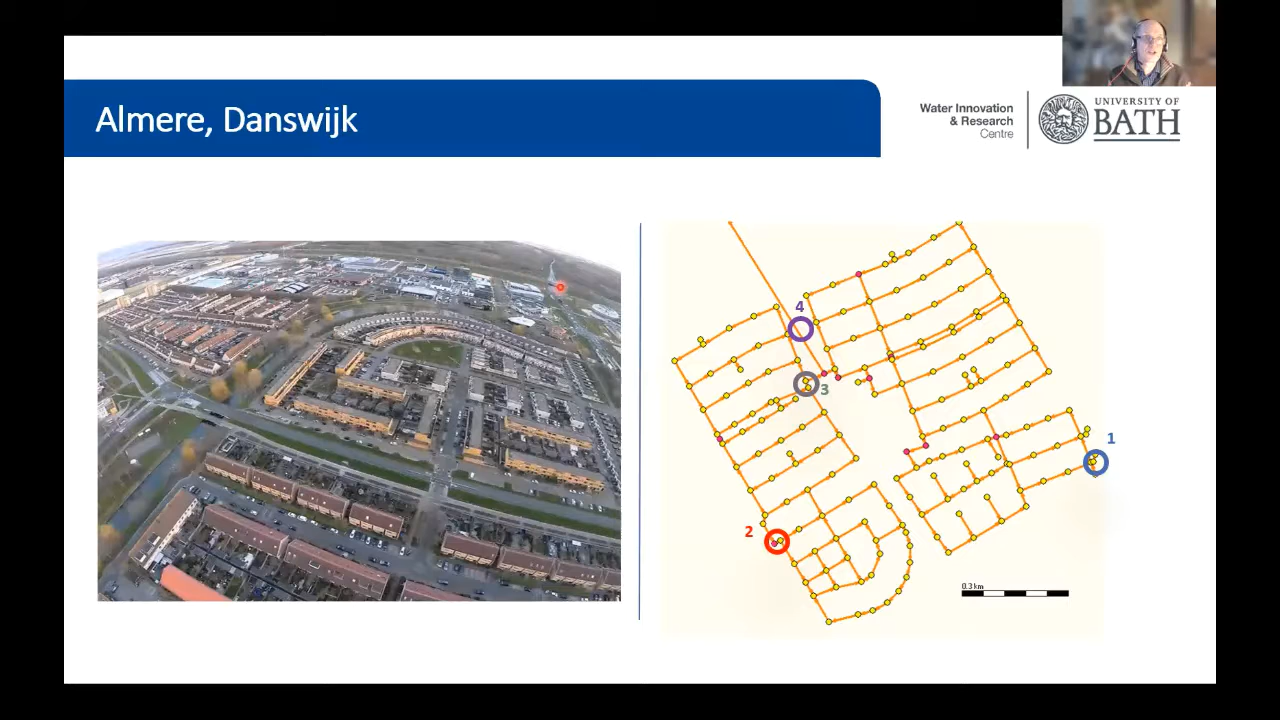 Almere, Danswijk
Water Innovation
& Research
Centre
UNIVERSITY OF
BATH
4
3
1
2
0.3 km